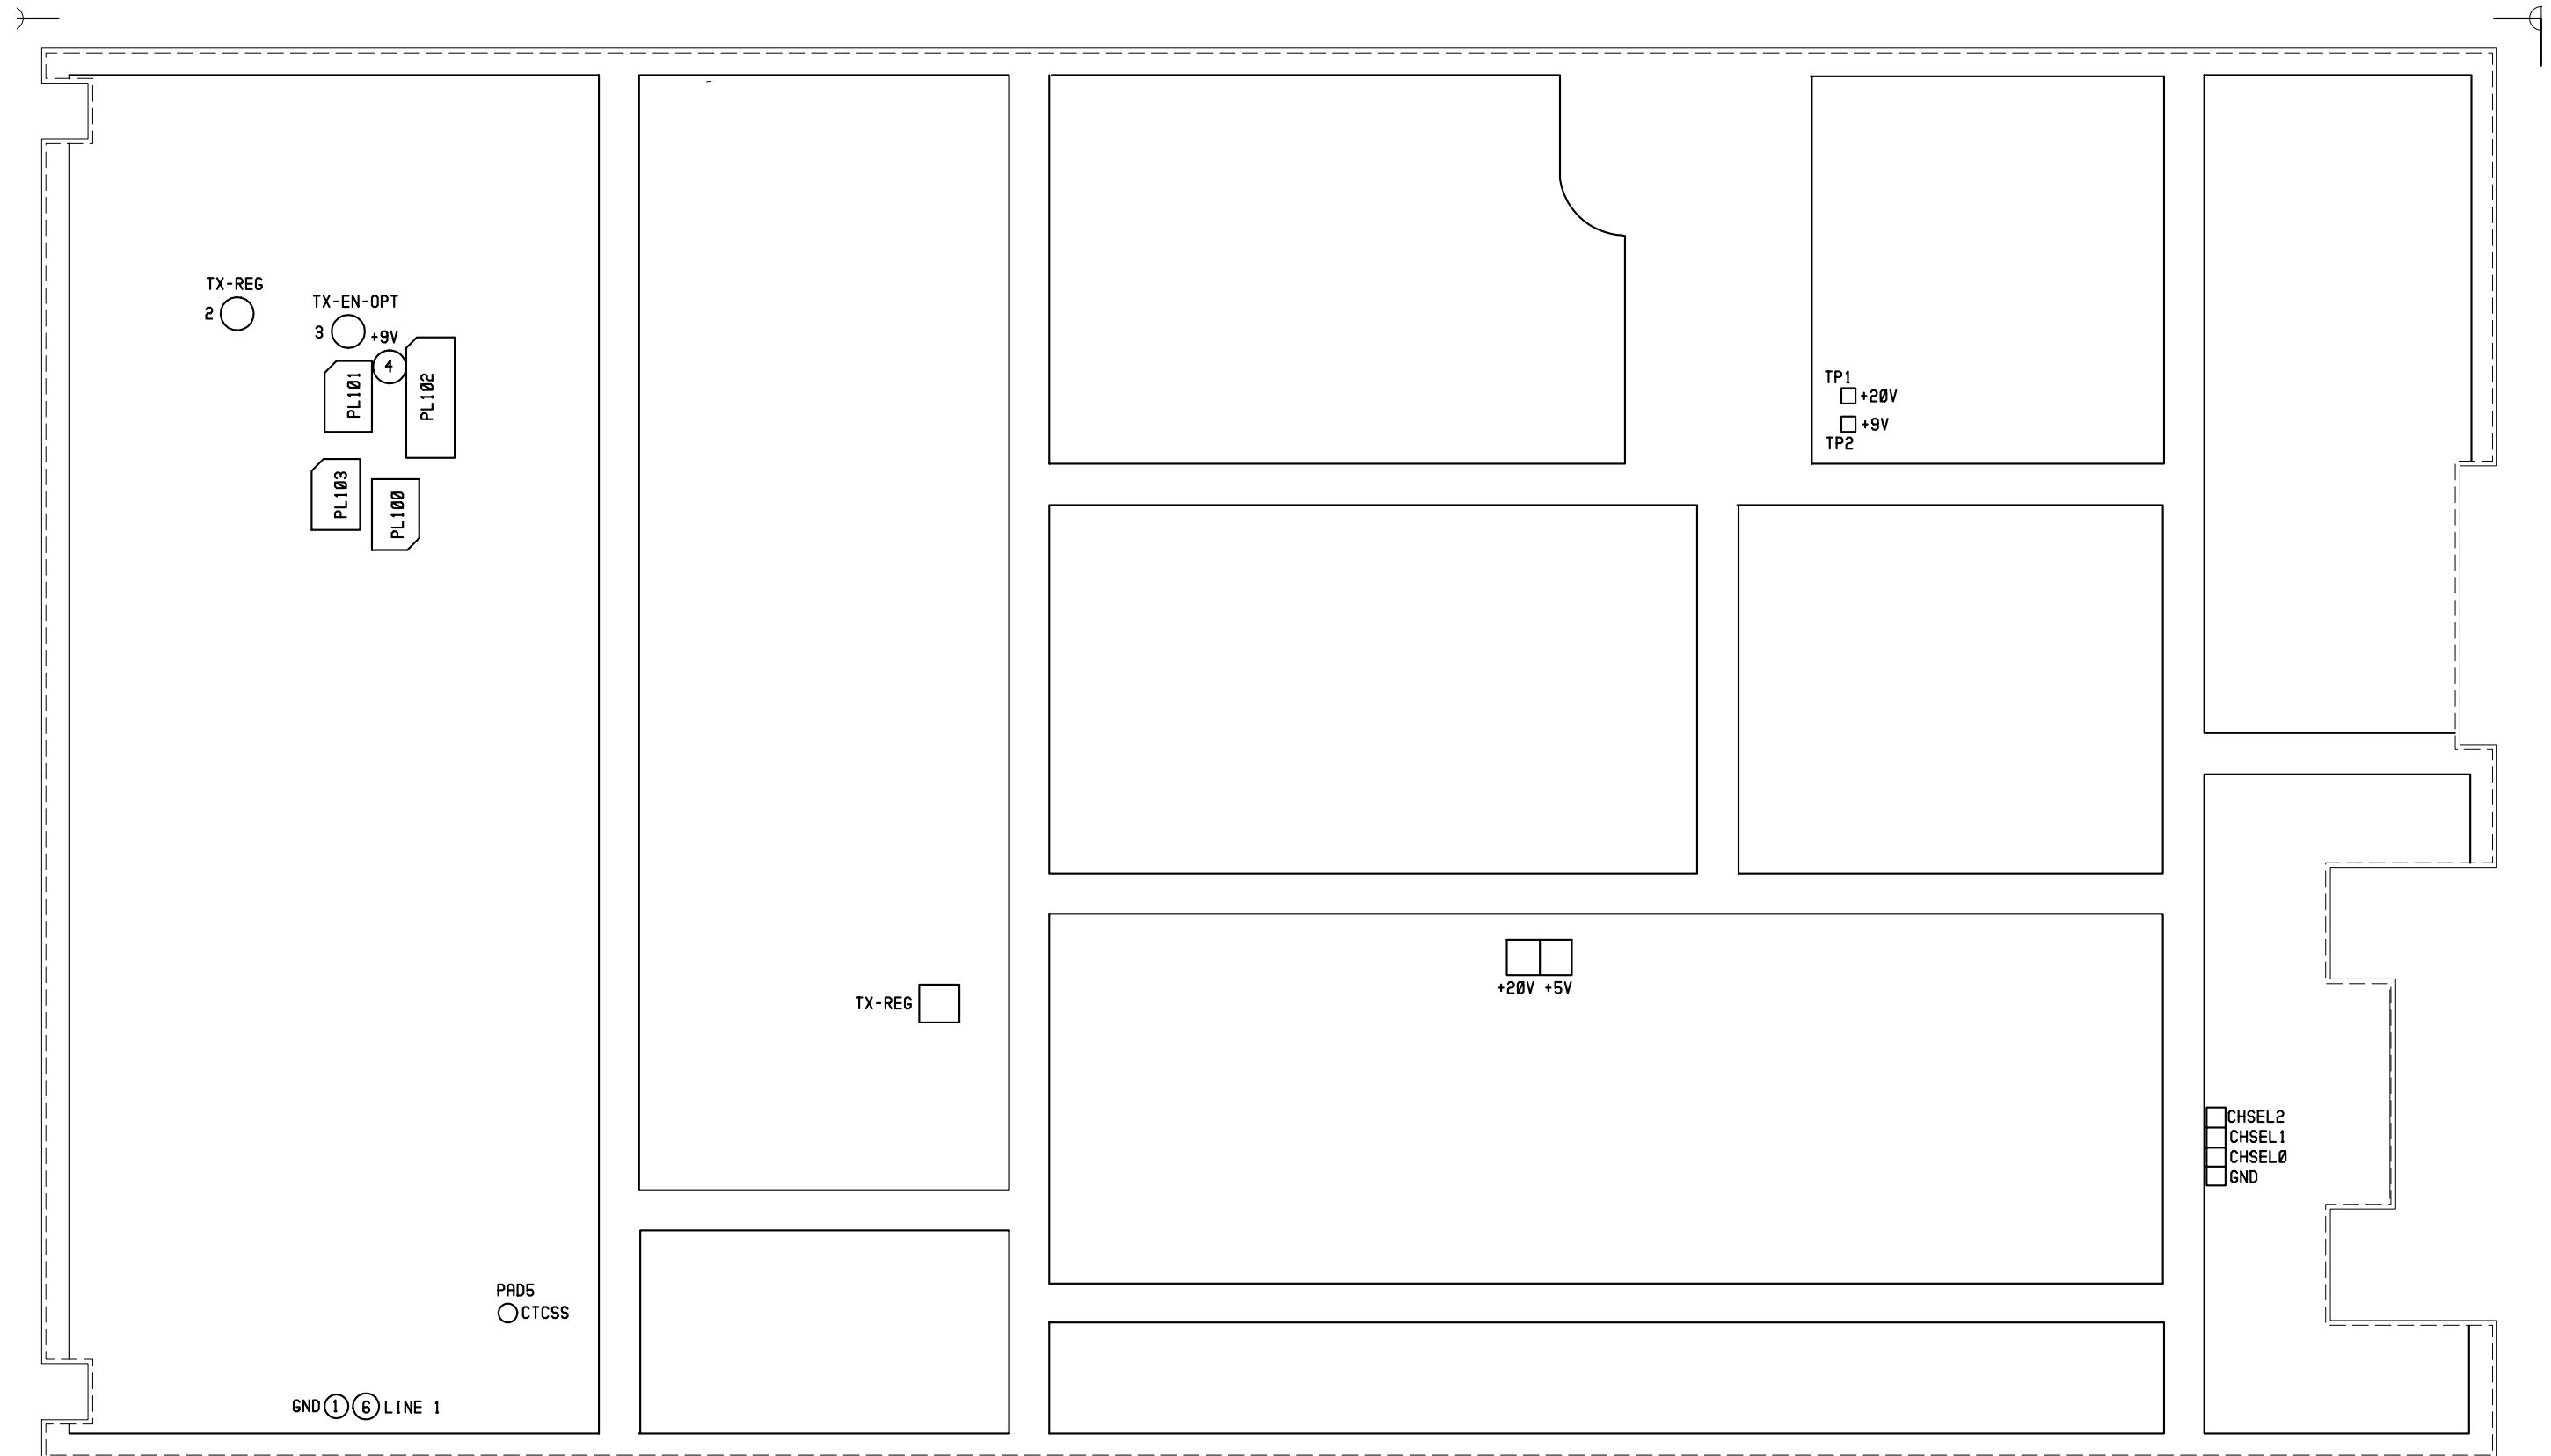 TX-REG
2
TX-EN-OPT
3
+9V
4
PL101
PL102
PL103
PL100
TP1
+20V
+9V
TP2
+20V +5V
TX-REG
CHSEL2
CHSEL1
CHSEL0
GND
PAD5
CTCSS
GND 1 6 LINE 1